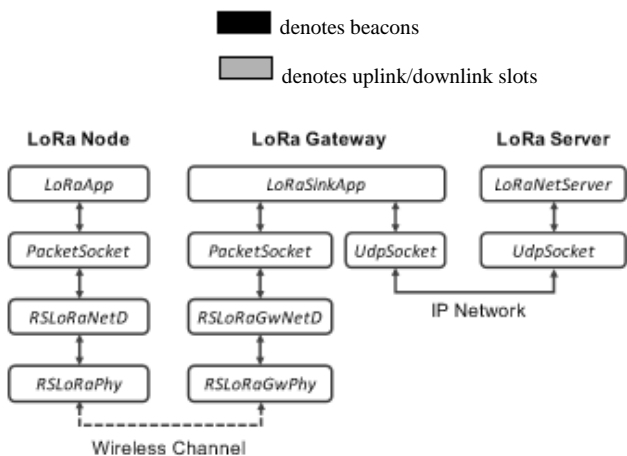 denotes beacons
denotes uplink/downlink slots
LoRa Node LoRa Gateway LoRa Server
LoRaApp LoRaSinkApp LoRaNetServer
PacketSocket PacketSocket UdpSocket UdpSocket
IP Network
RSLoRaNetD RSLoRaGwNetD
RSLoRaPhy RSLoRaGwPhy
Wireless Channel